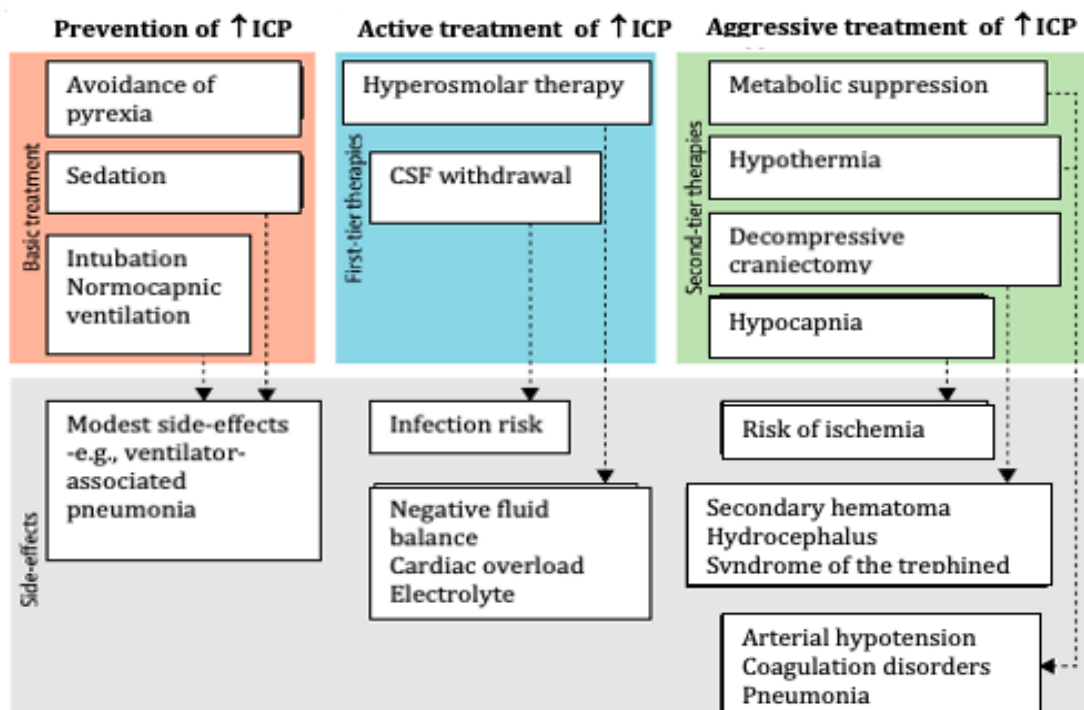 Prevention of ↑ICP
Active treatment of ↑ICP
Aggressive treatment of ↑ICP
Basic treatment
Avoidance of
pyrexia
Sedation
Intubation
Normocapnic
ventilation
First-tier therapies
Hyperosmolar therapy
CSF withdrawal
Second-tier therapies
Metabolic suppression
Hypothermia
Decompressive
craniectomy
Hypocapnia
Side-effects
Modest side-effects
-e.g., ventilator-
associated
pneumonia
Infection risk
Negative fluid
balance
Cardiac overload
Electrolyte
Risk of ischemia
Secondary hematoma
Hydrocephalus
Syndrome of the trephined
Arterial hypotension
Coagulation disorders
Pneumonia